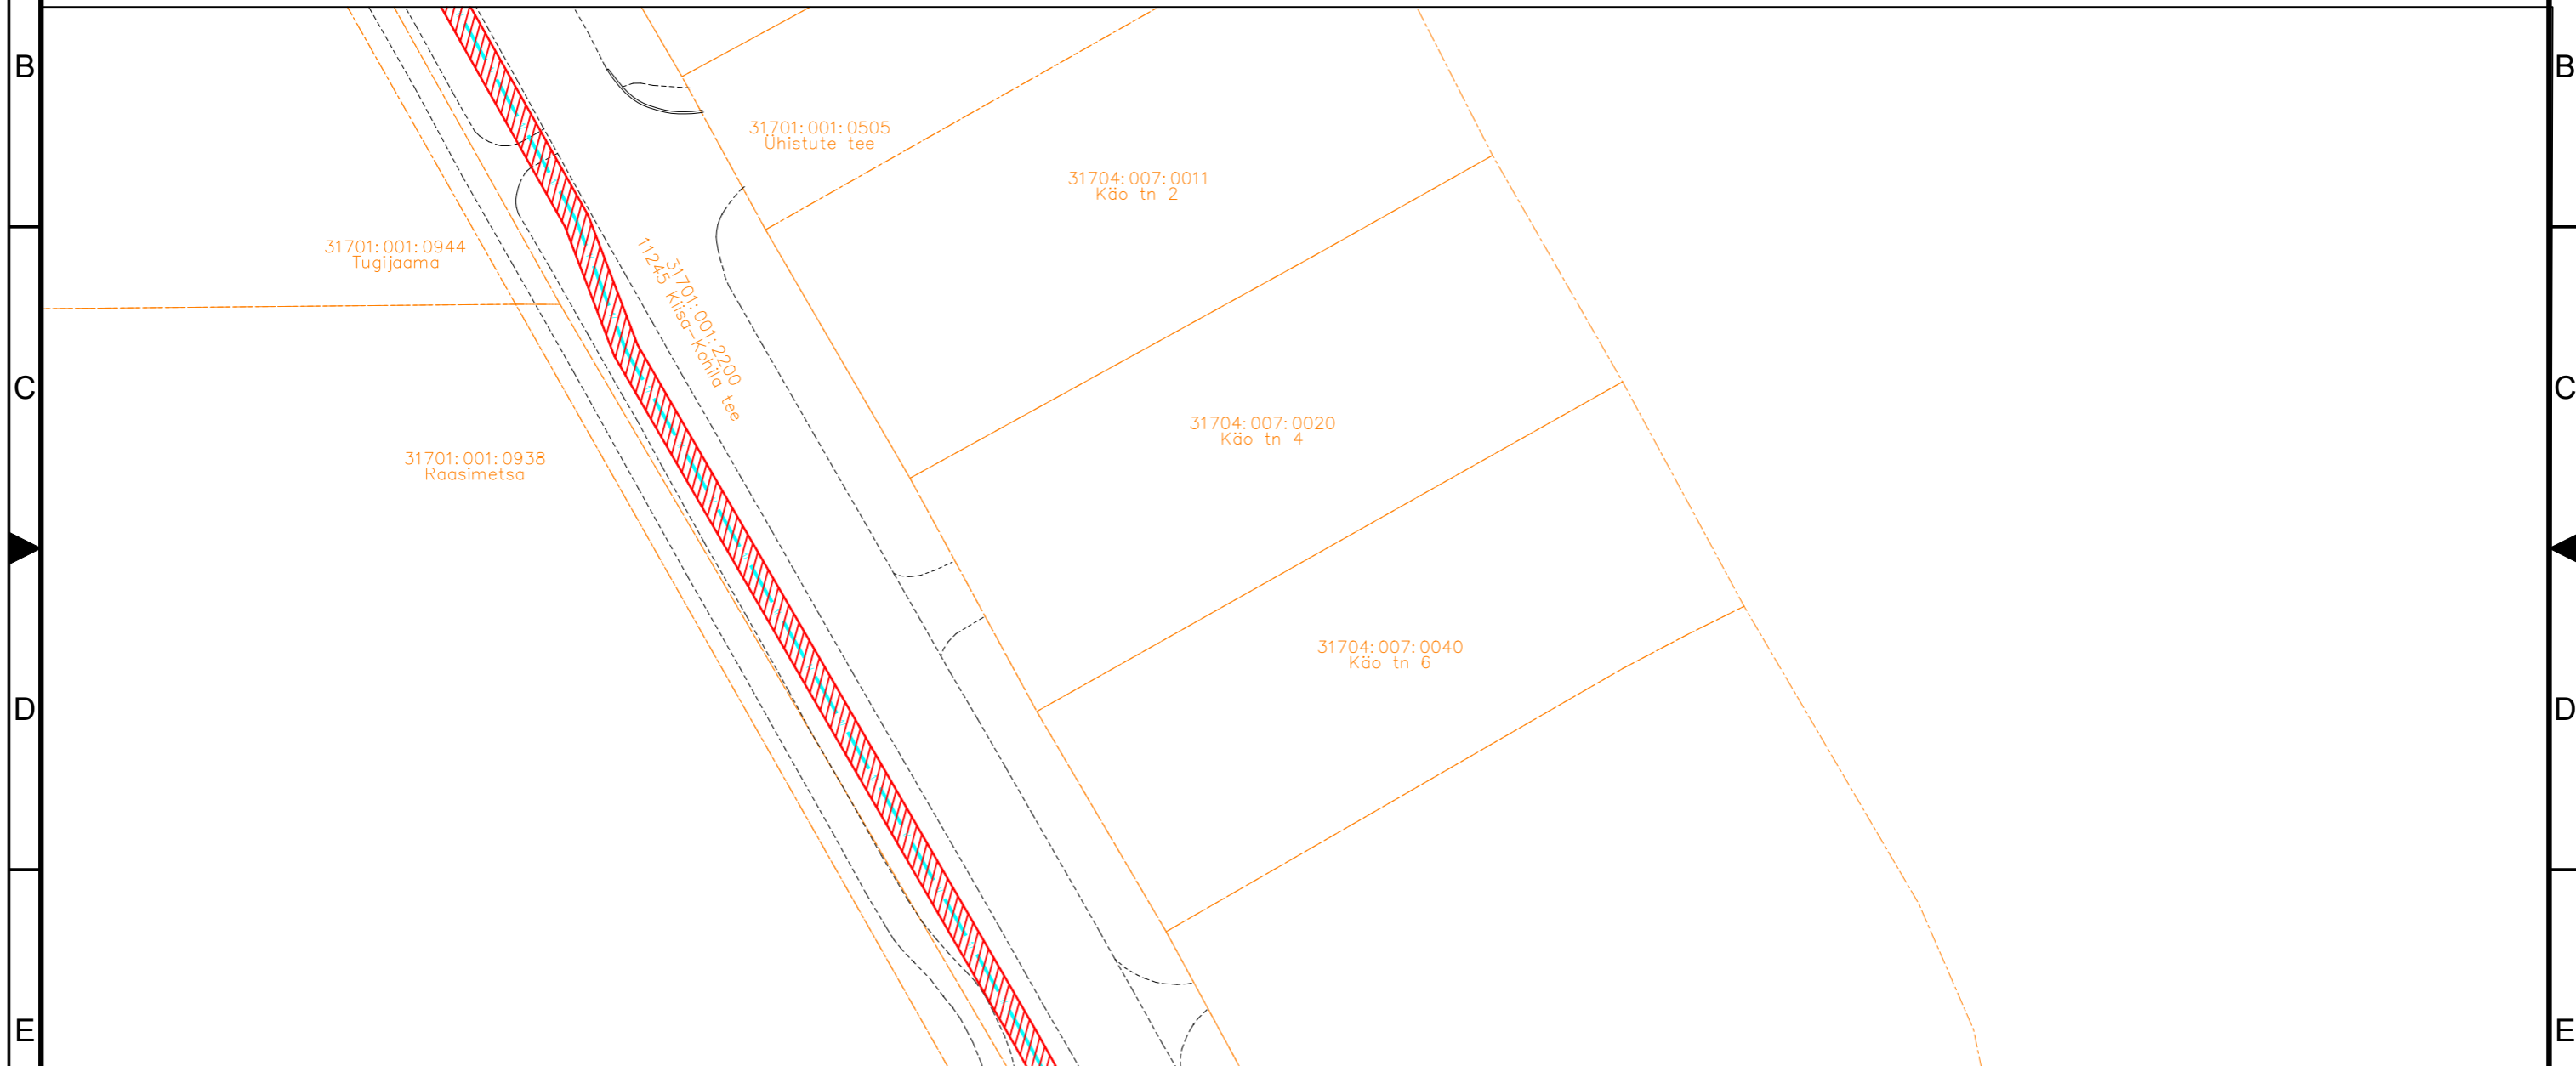 B
B
31701:001:0505
Ühistute tee
31704:007:0011
Käo tn 2
31701:001:0944
Tugijaama
31701:001:2200
11245 Kiisa-Kohila tee
C
C
31704:007:0020
Käo tn 4
31701:001:0938
Raasimetsa
31704:007:0040
Käo tn 6
D
D
E
E